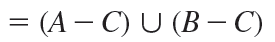 = (A − C) ∪ (B − C)